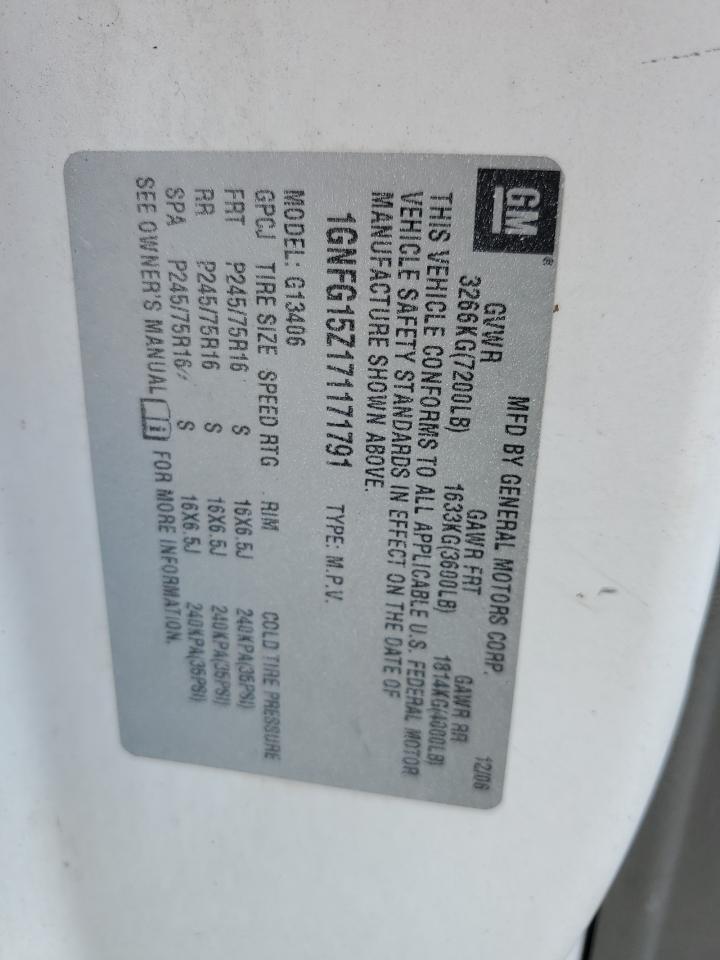 GM®
MFD BY GENERAL MOTORS CORP. 12/06
GVWR GAWR FRT GAWR RR
3266KG(7200LB) 1633KG(3600LB) 1814KG(4000LB)
THIS VEHICLE CONFORMS TO ALL APPLICABLE U.S. FEDERAL MOTOR
VEHICLE SAFETY STANDARDS IN EFFECT ON THE DATE OF
MANUFACTURE SHOWN ABOVE.
1GNFG15Z171171791 TYPE: M.P.V.
MODEL: G13406
GPCJ TIRE SIZE SPEED RTG RIM COLD TIRE PRESSURE
FRT P245/75R16 S 16X6.5J 240KPA(35PSI)
RR P245/75R16 S 16X6.5J 240KPA(35PSI)
SPA P245/75R16 S 16X6.5J 240KPA(35PSI)
SEE OWNER'S MANUAL FOR MORE INFORMATION.